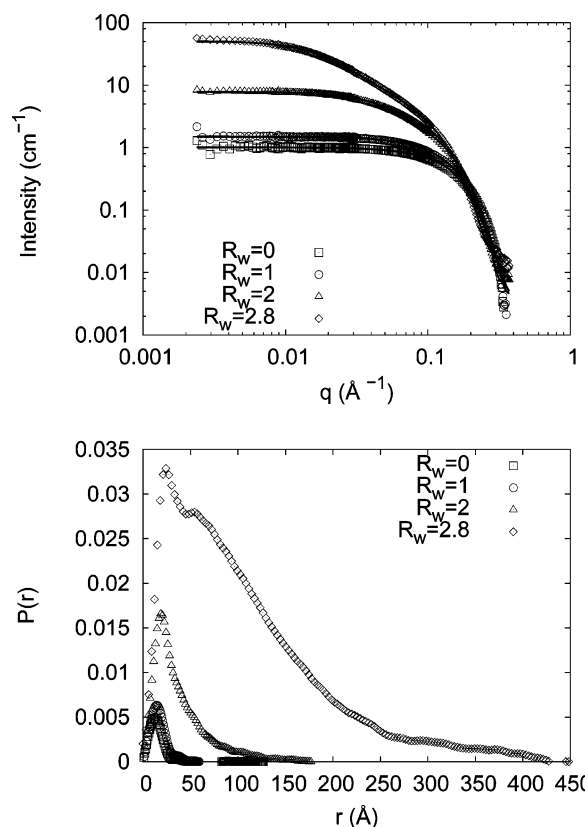 100
10
1
0.1
0.01
0.001
Intensity (cm⁻¹)
R_w=0
R_w=1
R_w=2
R_w=2.8
0.001
0.01
0.1
1
q (Å ⁻¹)
0.035
0.03
0.025
0.02
0.015
0.01
0.005
0
P(r)
R_w=0
R_w=1
R_w=2
R_w=2.8
0 50 100 150 200 250 300 350 400 450
r (Å)